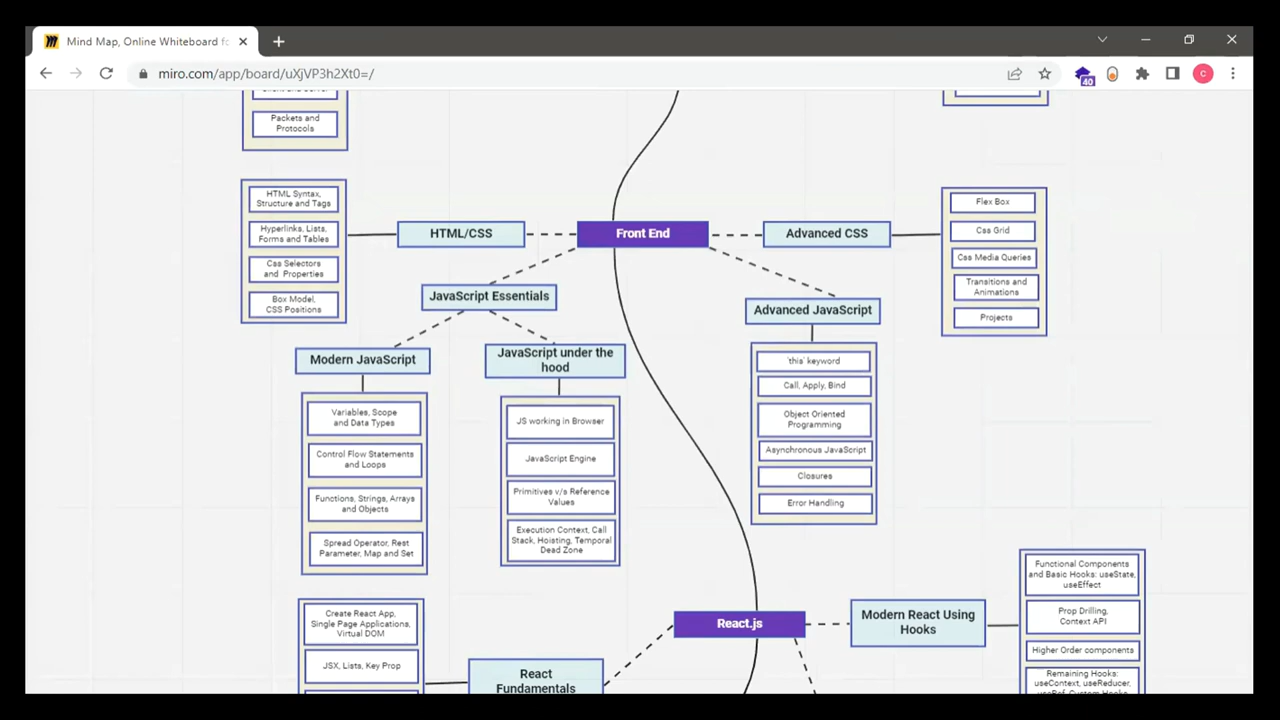 Mind Map, Online Whiteboard fo
miro.com/app/board/uXjVP3h2Xt0=/
40
C
Packets and
Protocols
HTML Syntax,
Structure and Tags
Hyperlinks, Lists,
Forms and Tables
Css Selectors
and Properties
Box Model,
CSS Positions
HTML/CSS
Front End
Advanced CSS
Flex Box
Css Grid
Css Media Queries
Transitions and
Animations
Projects
JavaScript Essentials
Modern JavaScript
Variables, Scope
and Data Types
Control Flow Statements
and Loops
Functions, Strings, Arrays
and Objects
Spread Operator, Rest
Parameter, Map and Set
JavaScript under the
hood
JS working in Browser
JavaScript Engine
Primitives v/s Reference
Values
Execution Context, Call
Stack, Hoisting, Temporal
Dead Zone
Advanced JavaScript
'this' keyword
Call, Apply, Bind
Object Oriented
Programming
Asynchronous JavaScript
Closures
Error Handling
React.js
Create React App,
Single Page Applications,
Virtual DOM
JSX, Lists, Key Prop
React
Fundamentals
Modern React Using
Hooks
Functional Components
and Basic Hooks: useState,
useEffect
Prop Drilling,
Context API
Higher Order components
Remaining Hooks:
useContext, useReducer,
useRef, Custom Hooks